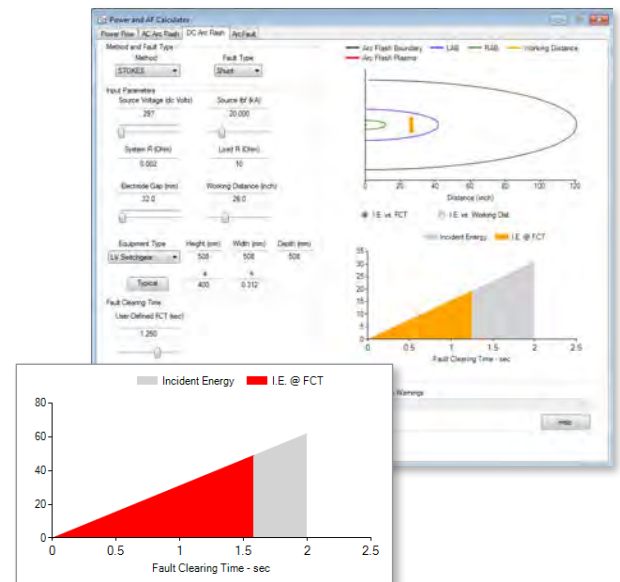 Power and AF Calculator
Power Flow AC Arc Flash DC Arc Flash Arc Fault
Method and Fault Type
Method Fault Type
STOKES Shunt
Input Parameters
Source Voltage (dc Volts) Source Ibf (kA)
297 20.000
System R (Ohm) Load R (Ohm)
0.002 10
Electrode Gap (mm) Working Distance (inch)
32.0 26.0
Equipment Type Height (mm) Width (mm) Depth (mm)
LV Switchgear 508 508 508
Typical a k
400 0.312
Fault Clearing Time
User-Defined FCT (sec)
1.250
Arc Flash Boundary LAB RAB Working Distance
Arc Flash Plasma
0 20 40 60 80 100 120
Distance (inch)
I.E. vs. FCT I.E. vs. Working Dist.
Incident Energy I.E. @ FCT
35
30
25
20
15
10
5
0
0 0.5 1 1.5 2 2.5
Fault Clearing Time - sec
Warnings
Help
Incident Energy I.E. @ FCT
80
60
40
20
0
0 0.5 1 1.5 2 2.5
Fault Clearing Time - sec